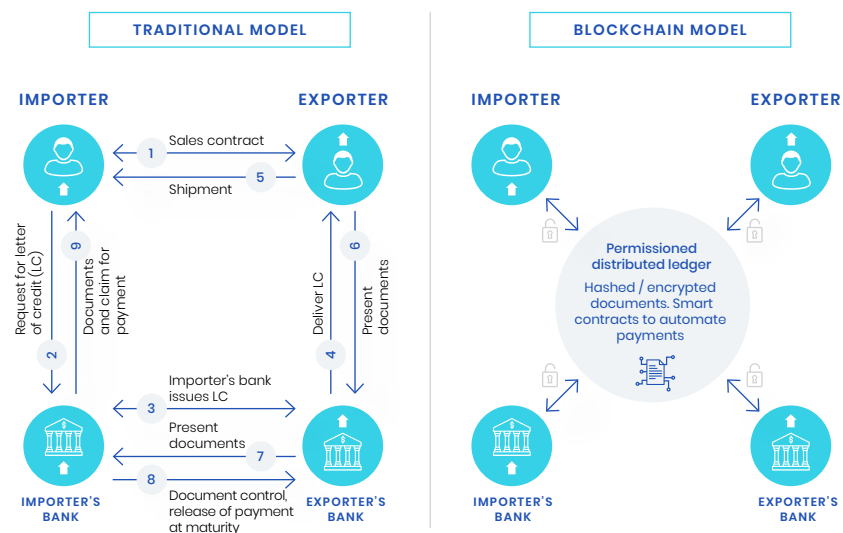 TRADITIONAL MODEL
BLOCKCHAIN MODEL
IMPORTER
EXPORTER
1
Sales contract
5
Shipment
Request for letter
of credit (LC)
2
9
Documents
and claim for
payment
Deliver LC
4
6
Present
documents
Importer's bank
issues LC
3
Present
documents
7
8
Document control,
release of payment
at maturity
IMPORTER'S
BANK
EXPORTER'S
BANK
IMPORTER
EXPORTER
Permissioned
distributed ledger
Hashed / encrypted
documents. Smart
contracts to automate
payments
IMPORTER'S
BANK
EXPORTER'S
BANK